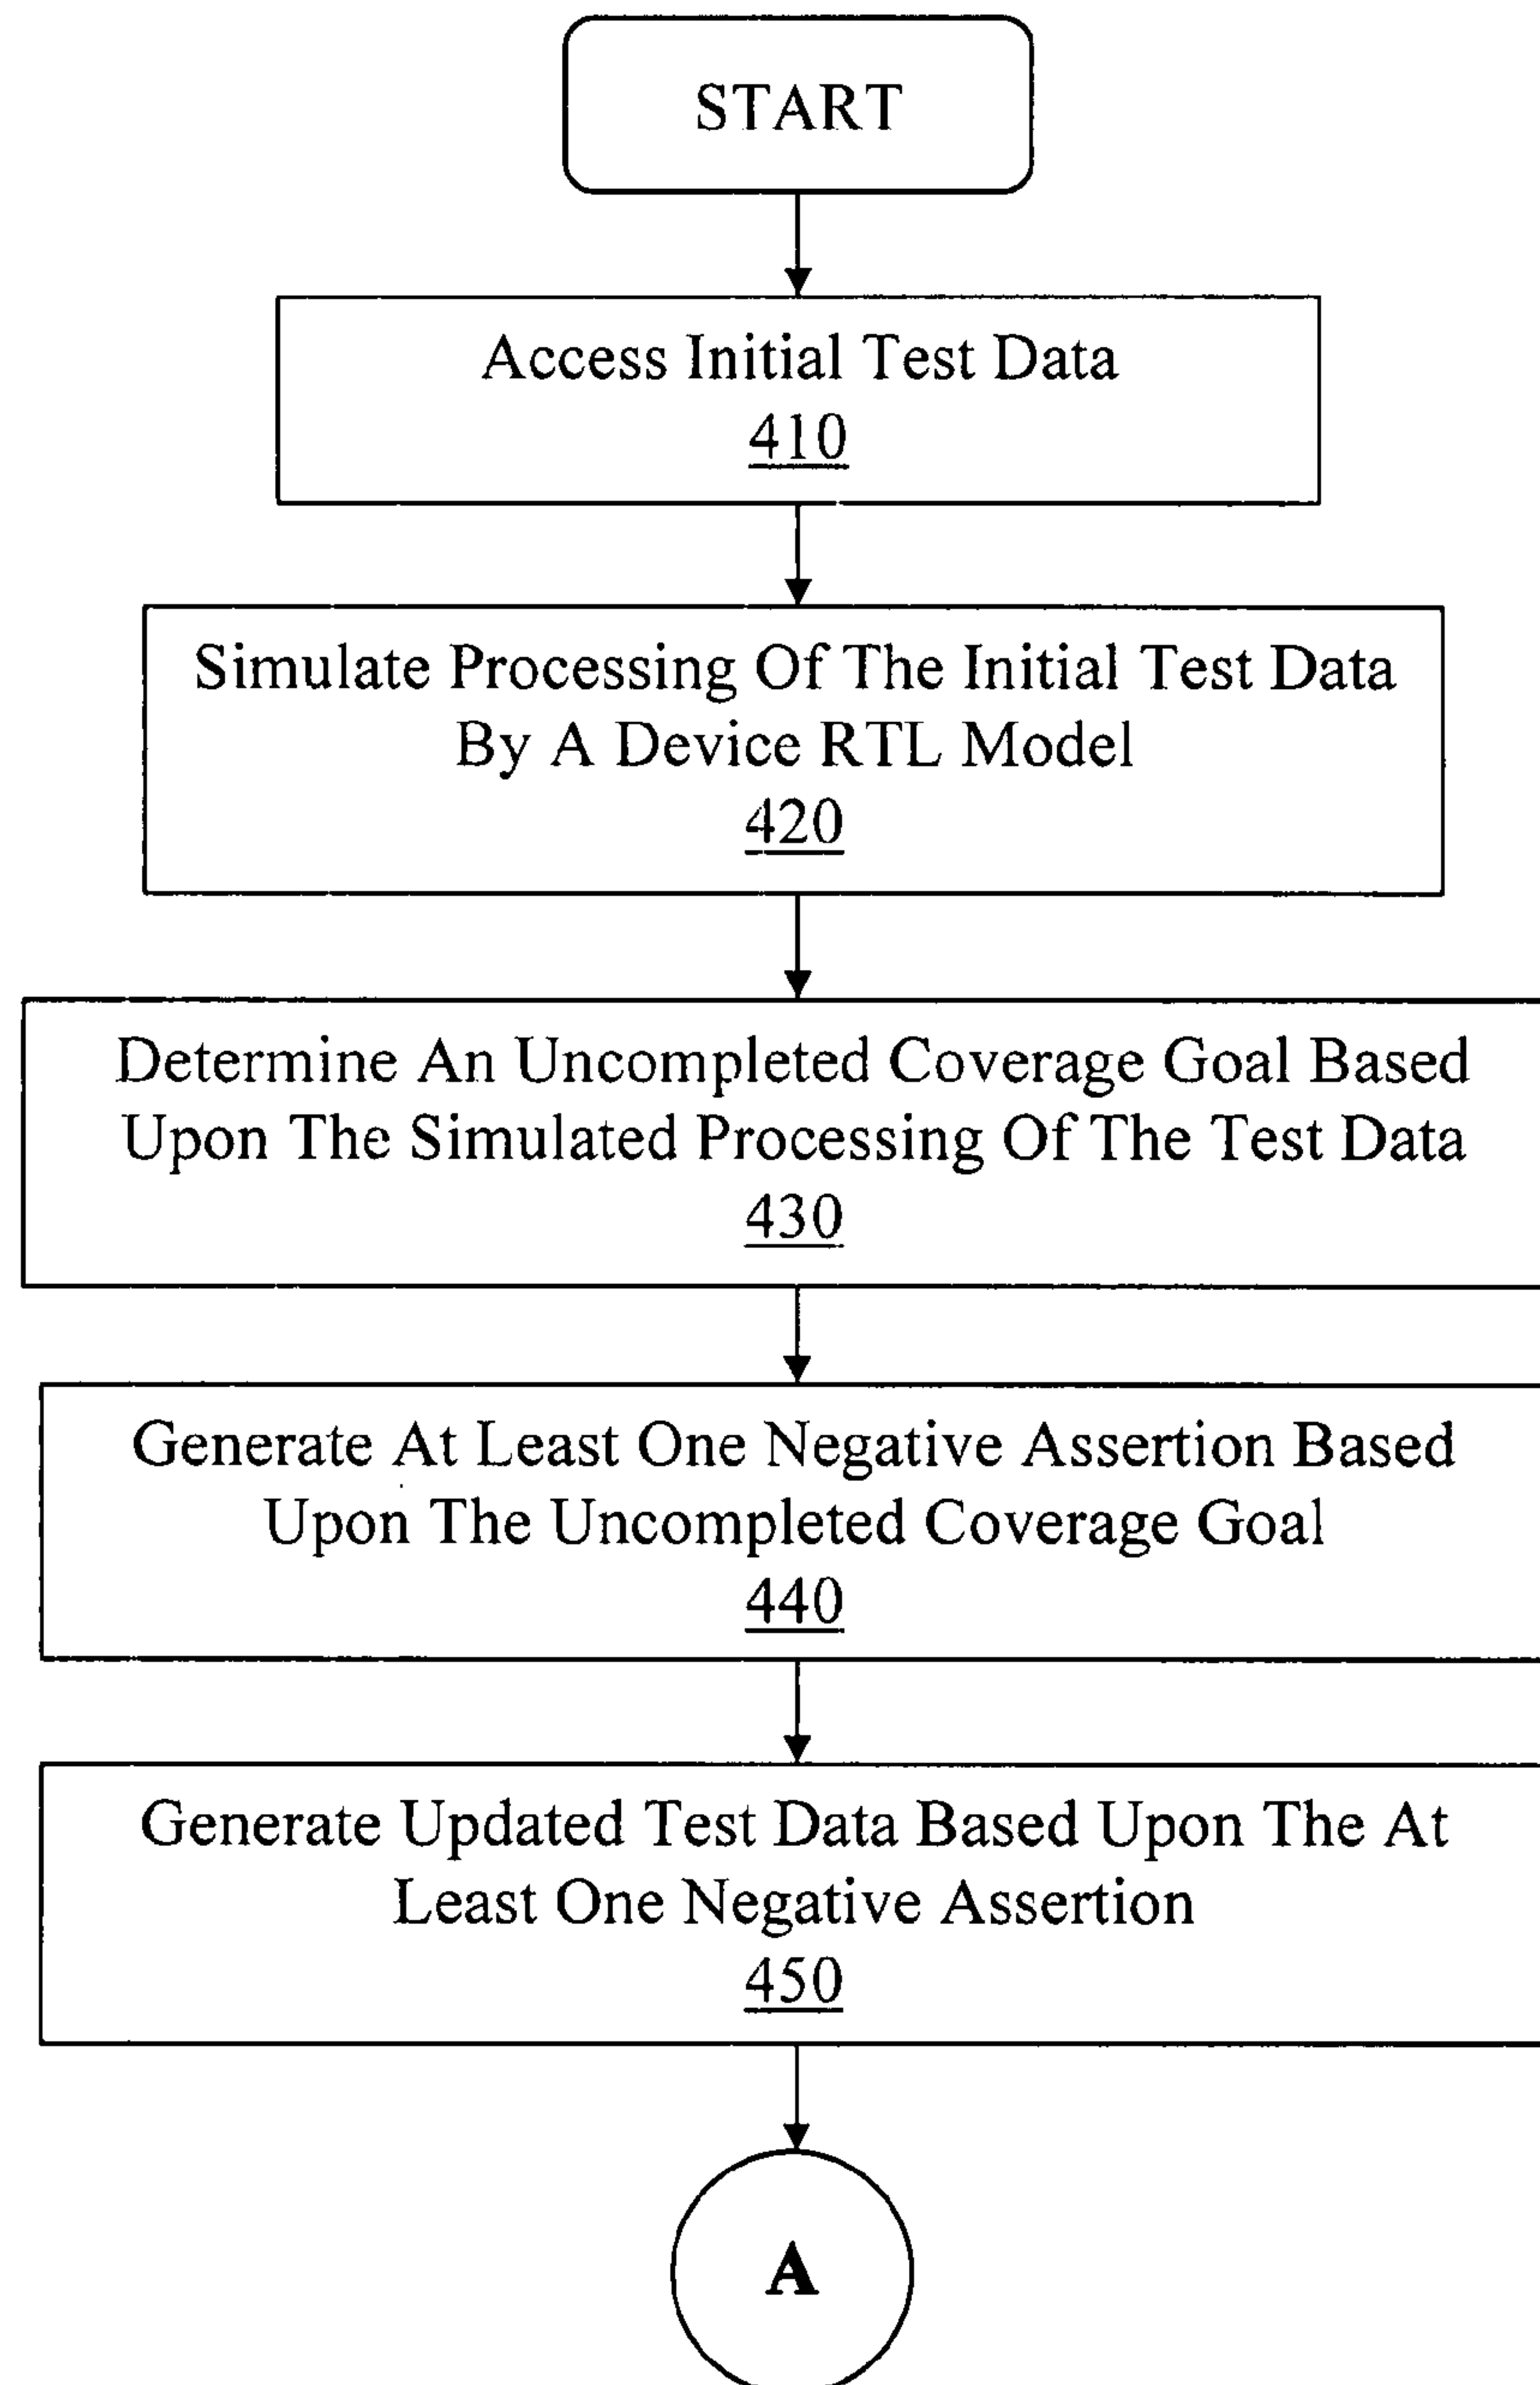 START
Access Initial Test Data
410
Simulate Processing Of The Initial Test Data
By A Device RTL Model
420
Determine An Uncompleted Coverage Goal Based
Upon The Simulated Processing Of The Test Data
430
Generate At Least One Negative Assertion Based
Upon The Uncompleted Coverage Goal
440
Generate Updated Test Data Based Upon The At
Least One Negative Assertion
450
A